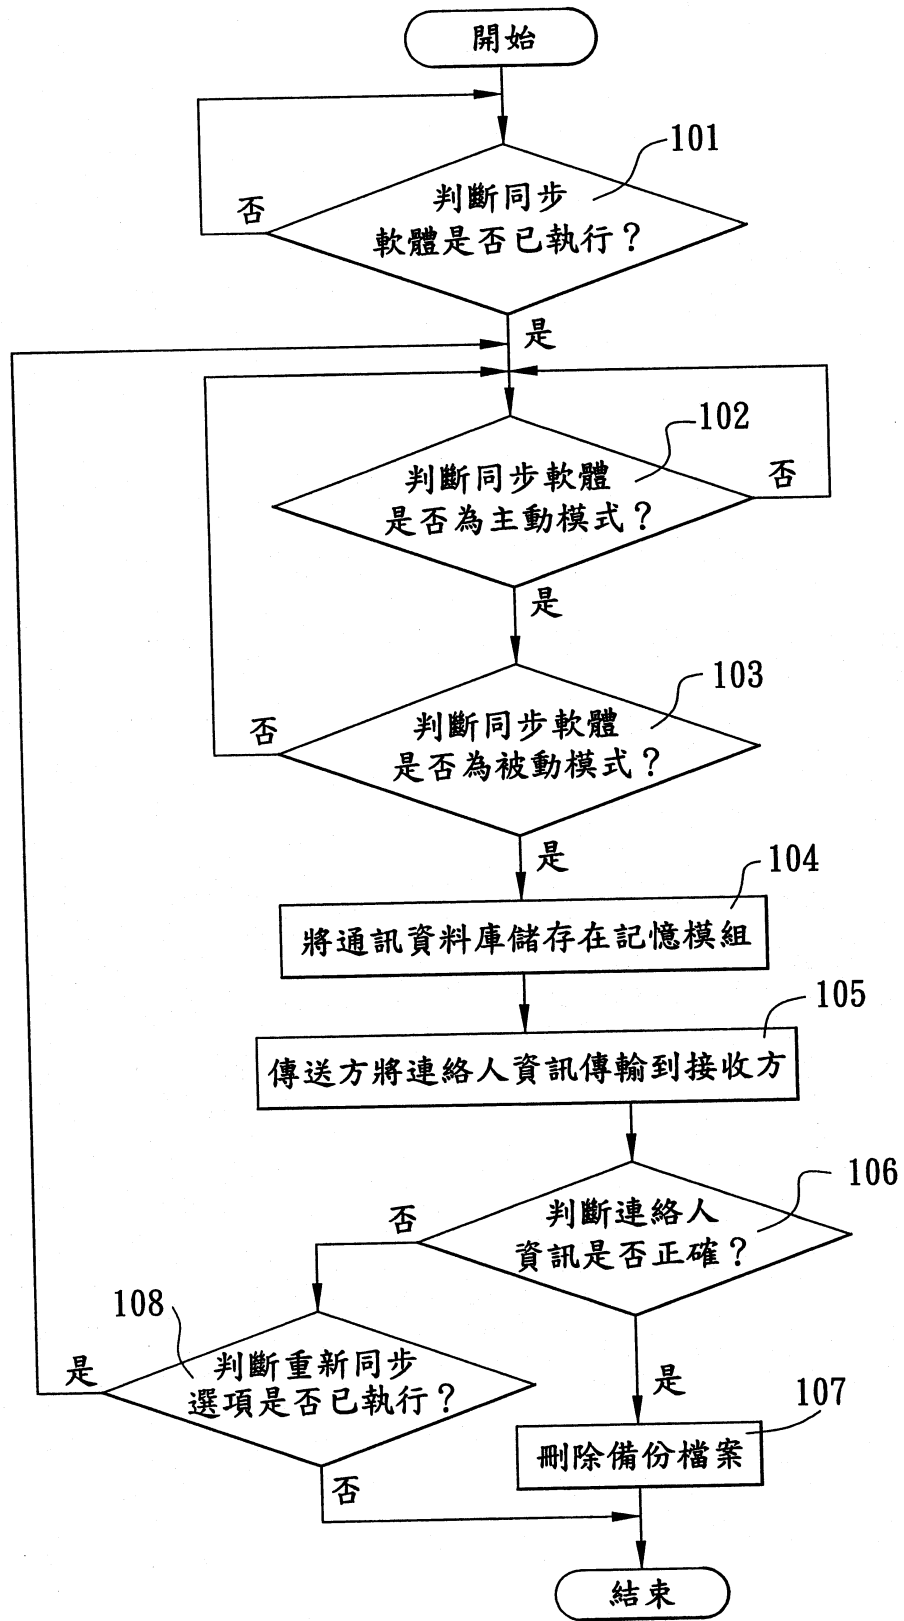 開始
101
判斷同步
軟體是否已執行？
否
是
102
判斷同步軟體
是否為主動模式？
否
是
103
判斷同步軟體
是否為被動模式？
否
是
104
將通訊資料庫儲存在記憶模組
105
傳送方將連絡人資訊傳輸到接收方
106
判斷連絡人
資訊是否正確？
否
108
判斷重新同步
選項是否已執行？
是
是
107
刪除備份檔案
否
結束